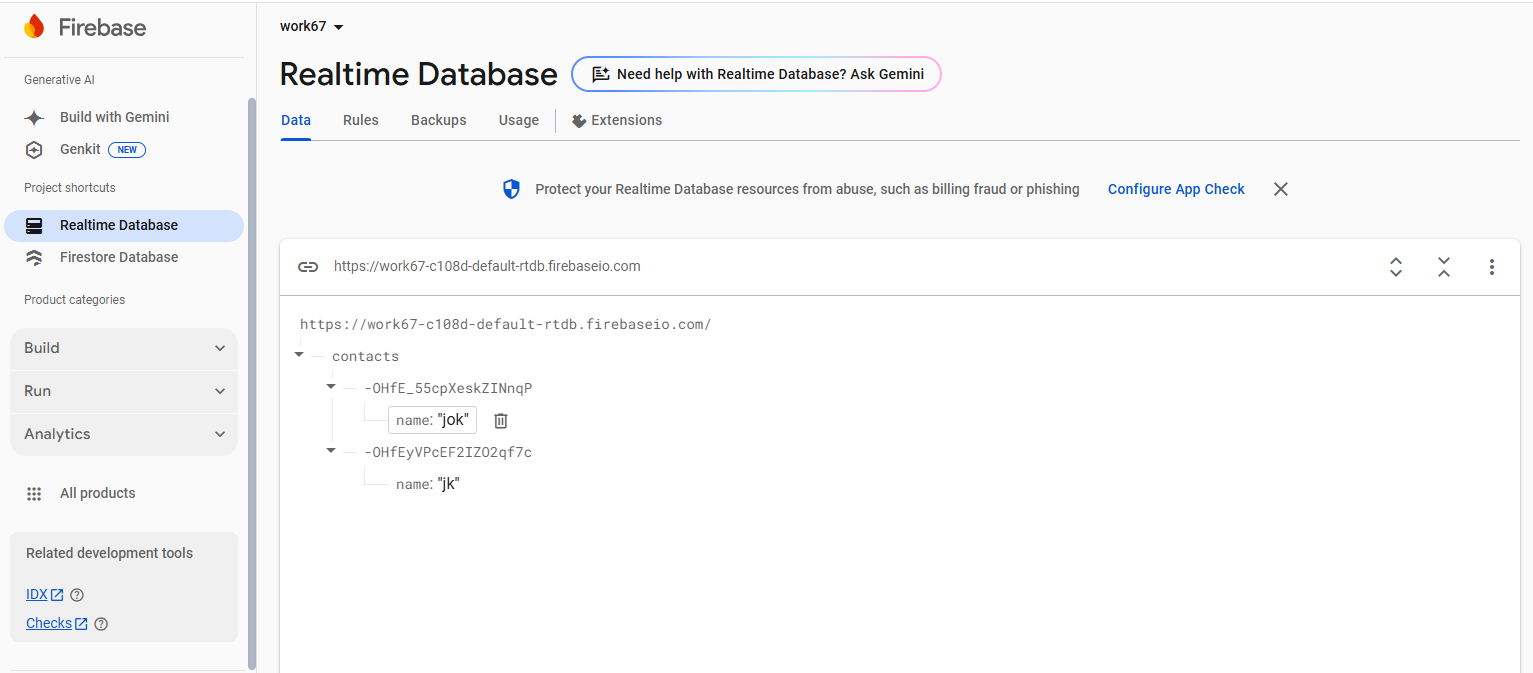 Firebase
Generative AI
Build with Gemini
Genkit NEW
Project shortcuts
Realtime Database
Firestore Database
Product categories
Build
Run
Analytics
All products
Related development tools
IDX
Checks
work67
Realtime Database
Need help with Realtime Database? Ask Gemini
Data Rules Backups Usage Extensions
Protect your Realtime Database resources from abuse, such as billing fraud or phishing Configure App Check
https://work67-c108d-default-rtdb.firebaseio.com
https://work67-c108d-default-rtdb.firebaseio.com/
contacts
-OHfE_55cpXeskZINnqP
name: "jok"
-OHfEyVPcEF2IZO2qf7c
name: "jk"